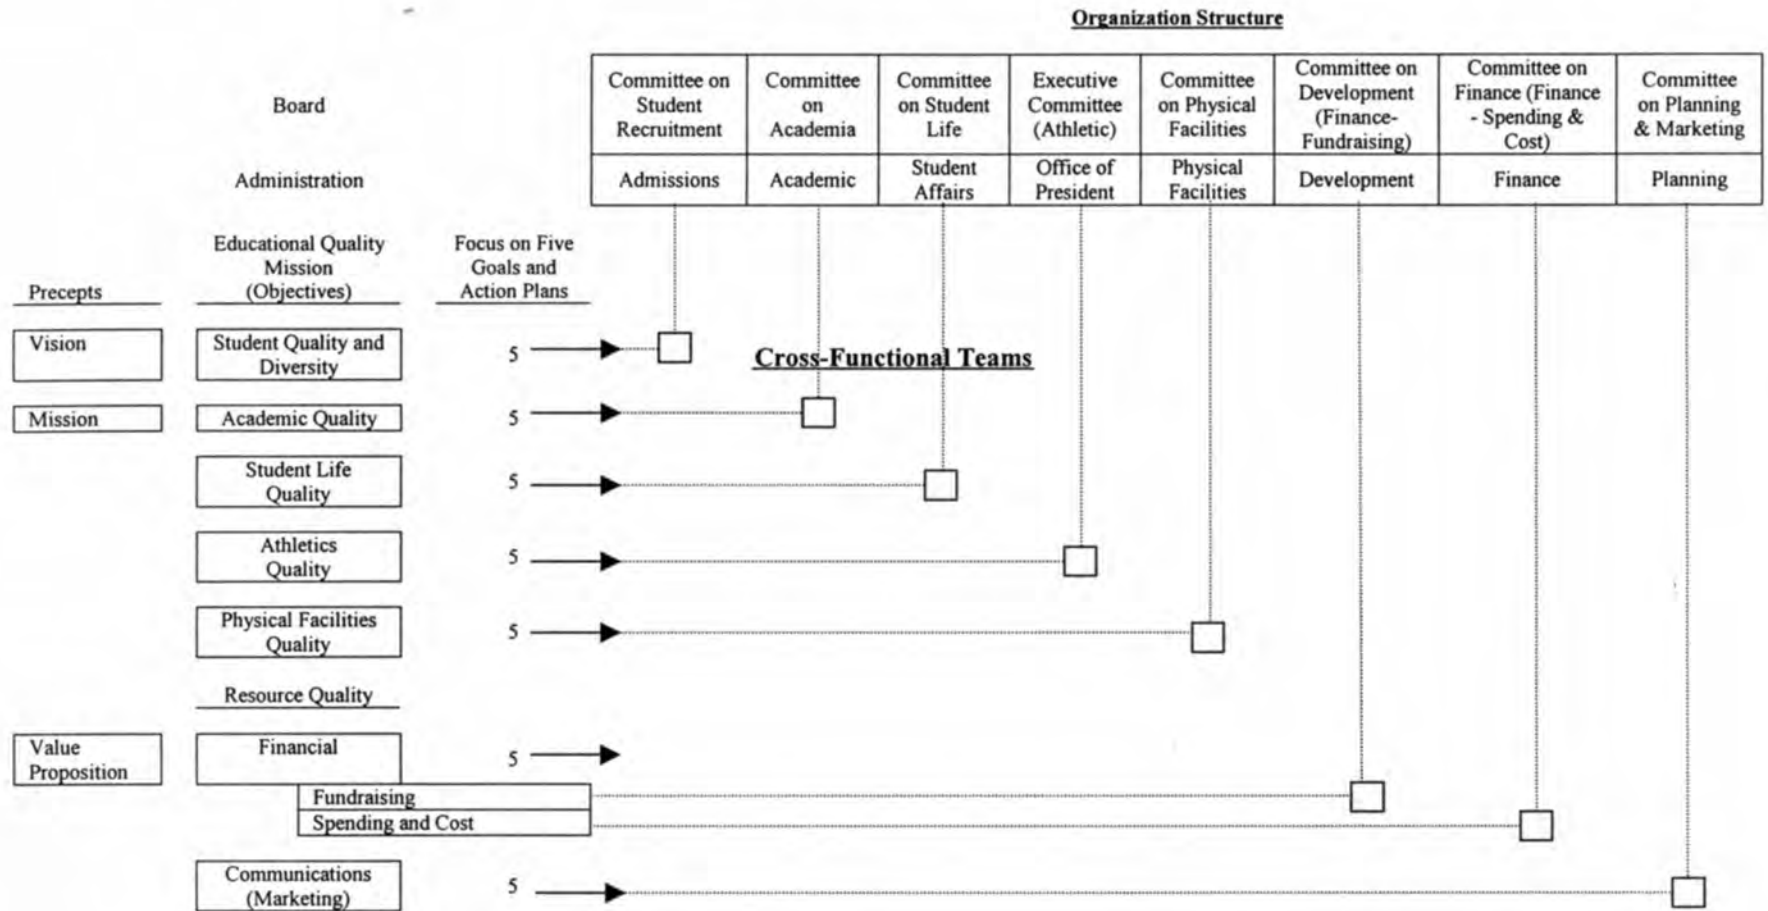 Organization Structure
Board
Committee on
Student
Recruitment
Committee
on
Academia
Committee
on Student
Life
Executive
Committee
(Athletic)
Committee
on Physical
Facilities
Committee on
Development
(Finance-
Fundraising)
Committee on
Finance (Finance
- Spending &
Cost)
Committee
on Planning
& Marketing
Administration
Admissions
Academic
Student
Affairs
Office of
President
Physical
Facilities
Development
Finance
Planning
Precepts
Educational Quality
Mission
(Objectives)
Focus on Five
Goals and
Action Plans
Vision
Student Quality and
Diversity
5
Cross-Functional Teams
Mission
Academic Quality
5
Student Life
Quality
5
Athletics
Quality
5
Physical Facilities
Quality
5
Resource Quality
Value
Proposition
Financial
5
Fundraising
Spending and Cost
Communications
(Marketing)
5